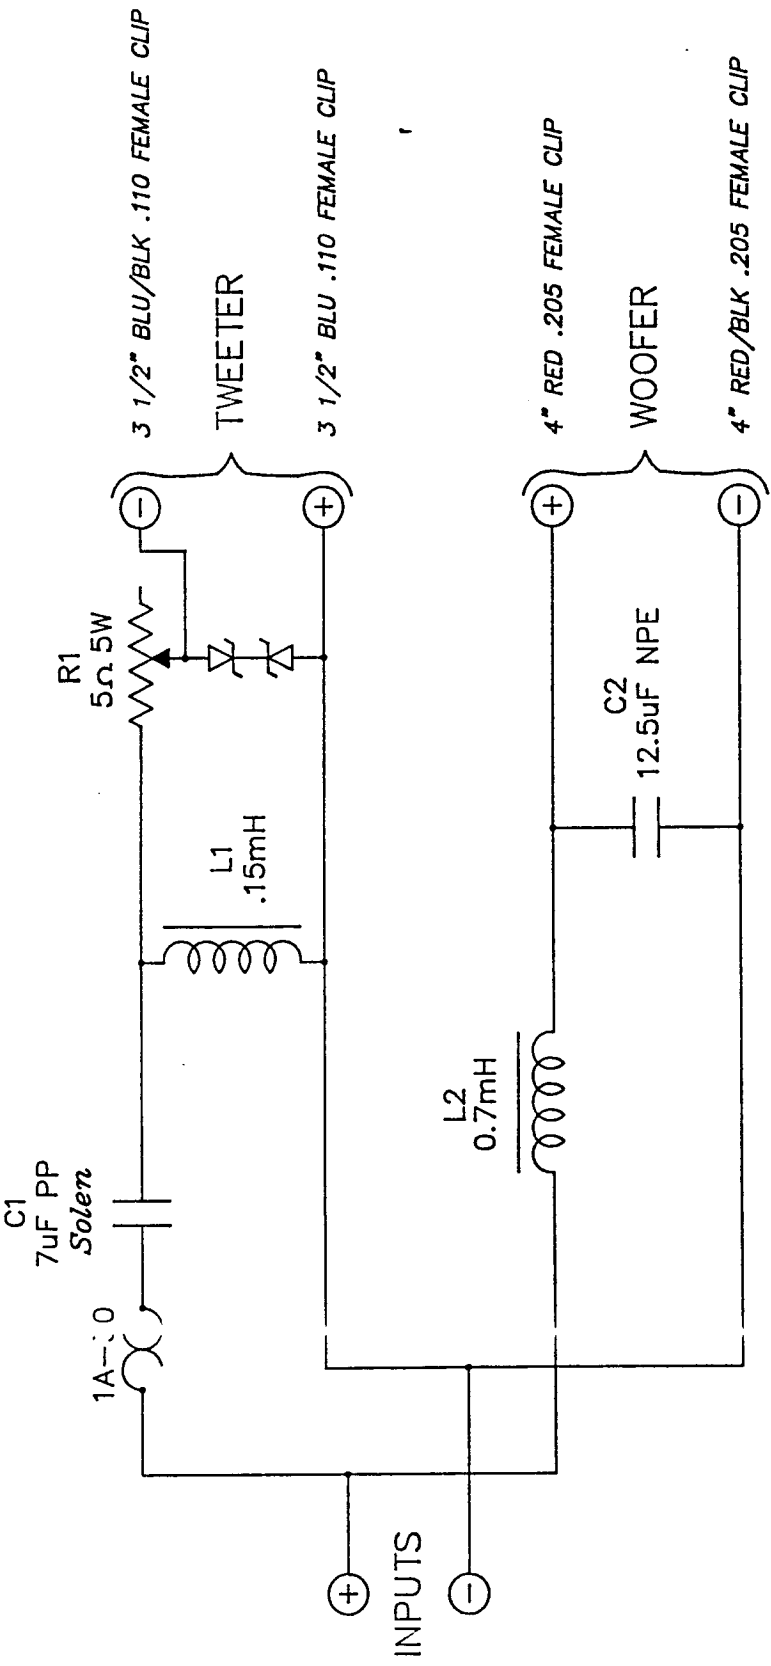 C1
7uF PP
Solen
L1
.15mH
R1
5Ω 5W
−
3 1/2" BLU/BLK .110 FEMALE CLIP
TWEETER
+
3 1/2" BLU .110 FEMALE CLIP
INPUTS
+
−
L2
0.7mH
C2
12.5uF NPE
+
4" RED .205 FEMALE CLIP
WOOFER
−
4" RED/BLK .205 FEMALE CLIP